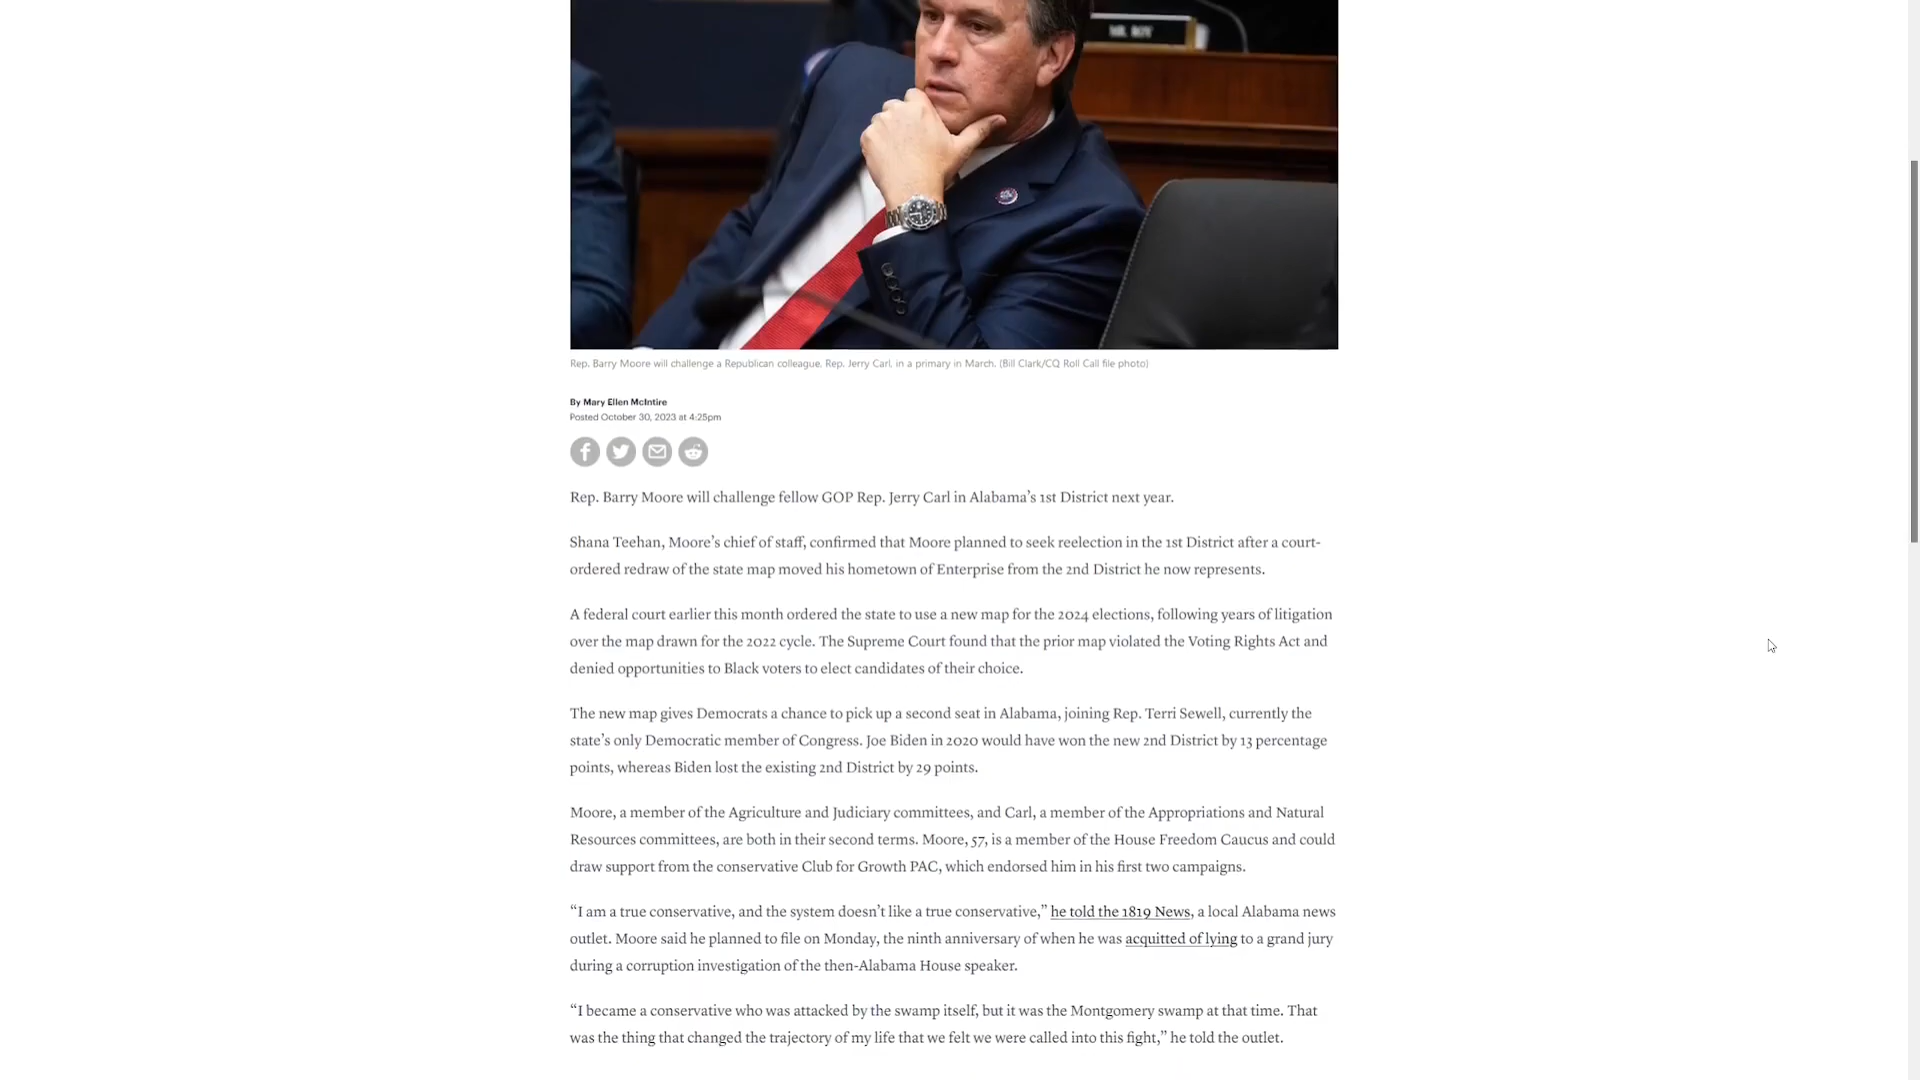 MR. ROY
Rep. Barry Moore will challenge a Republican colleague, Rep. Jerry Carl, in a primary in March. (Bill Clark/CQ Roll Call file photo)
By Mary Ellen McIntire
Posted October 30, 2023 at 4:25pm
Rep. Barry Moore will challenge fellow GOP Rep. Jerry Carl in Alabama’s 1st District next year.
Shana Teehan, Moore’s chief of staff, confirmed that Moore planned to seek reelection in the 1st District after a court-
ordered redraw of the state map moved his hometown of Enterprise from the 2nd District he now represents.
A federal court earlier this month ordered the state to use a new map for the 2024 elections, following years of litigation
over the map drawn for the 2022 cycle. The Supreme Court found that the prior map violated the Voting Rights Act and
denied opportunities to Black voters to elect candidates of their choice.
The new map gives Democrats a chance to pick up a second seat in Alabama, joining Rep. Terri Sewell, currently the
state’s only Democratic member of Congress. Joe Biden in 2020 would have won the new 2nd District by 13 percentage
points, whereas Biden lost the existing 2nd District by 29 points.
Moore, a member of the Agriculture and Judiciary committees, and Carl, a member of the Appropriations and Natural
Resources committees, are both in their second terms. Moore, 57, is a member of the House Freedom Caucus and could
draw support from the conservative Club for Growth PAC, which endorsed him in his first two campaigns.
“I am a true conservative, and the system doesn’t like a true conservative,” he told the 1819 News, a local Alabama news
outlet. Moore said he planned to file on Monday, the ninth anniversary of when he was acquitted of lying to a grand jury
during a corruption investigation of the then-Alabama House speaker.
“I became a conservative who was attacked by the swamp itself, but it was the Montgomery swamp at that time. That
was the thing that changed the trajectory of my life that we felt we were called into this fight,” he told the outlet.